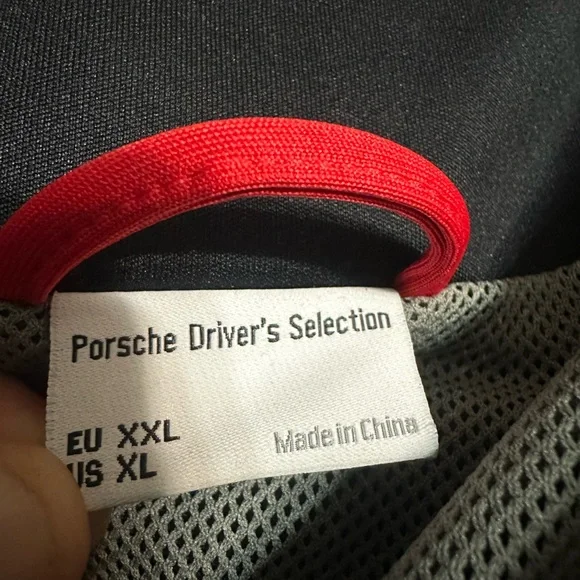 Porsche Driver's Selection
EU XXL
US XL
Made in China